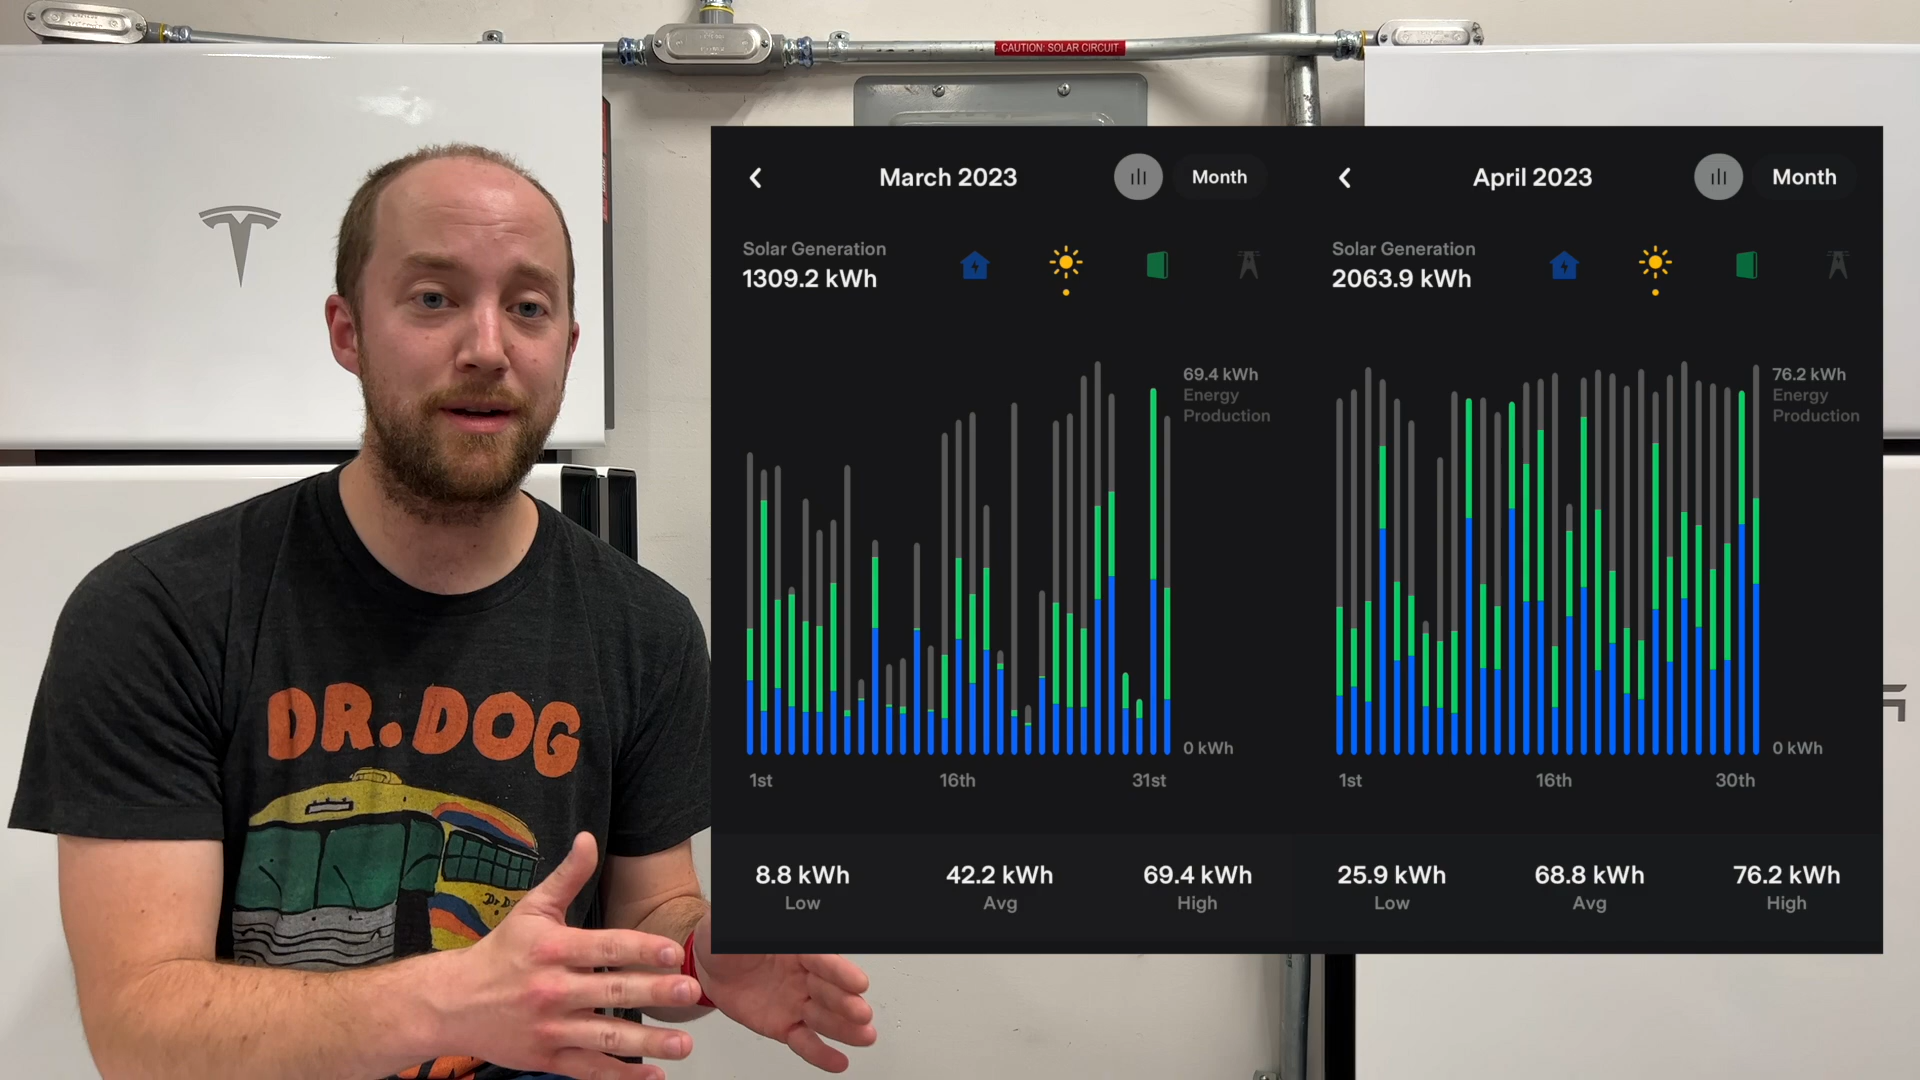 CAUTION: SOLAR CIRCUIT
March 2023
Month
Solar Generation
1309.2 kWh
69.4 kWh
Energy
Production
0 kWh
1st
16th
31st
8.8 kWh
42.2 kWh
69.4 kWh
Low
Avg
High
April 2023
Month
Solar Generation
2063.9 kWh
76.2 kWh
Energy
Production
0 kWh
1st
16th
30th
25.9 kWh
68.8 kWh
76.2 kWh
Low
Avg
High
DR.DOG